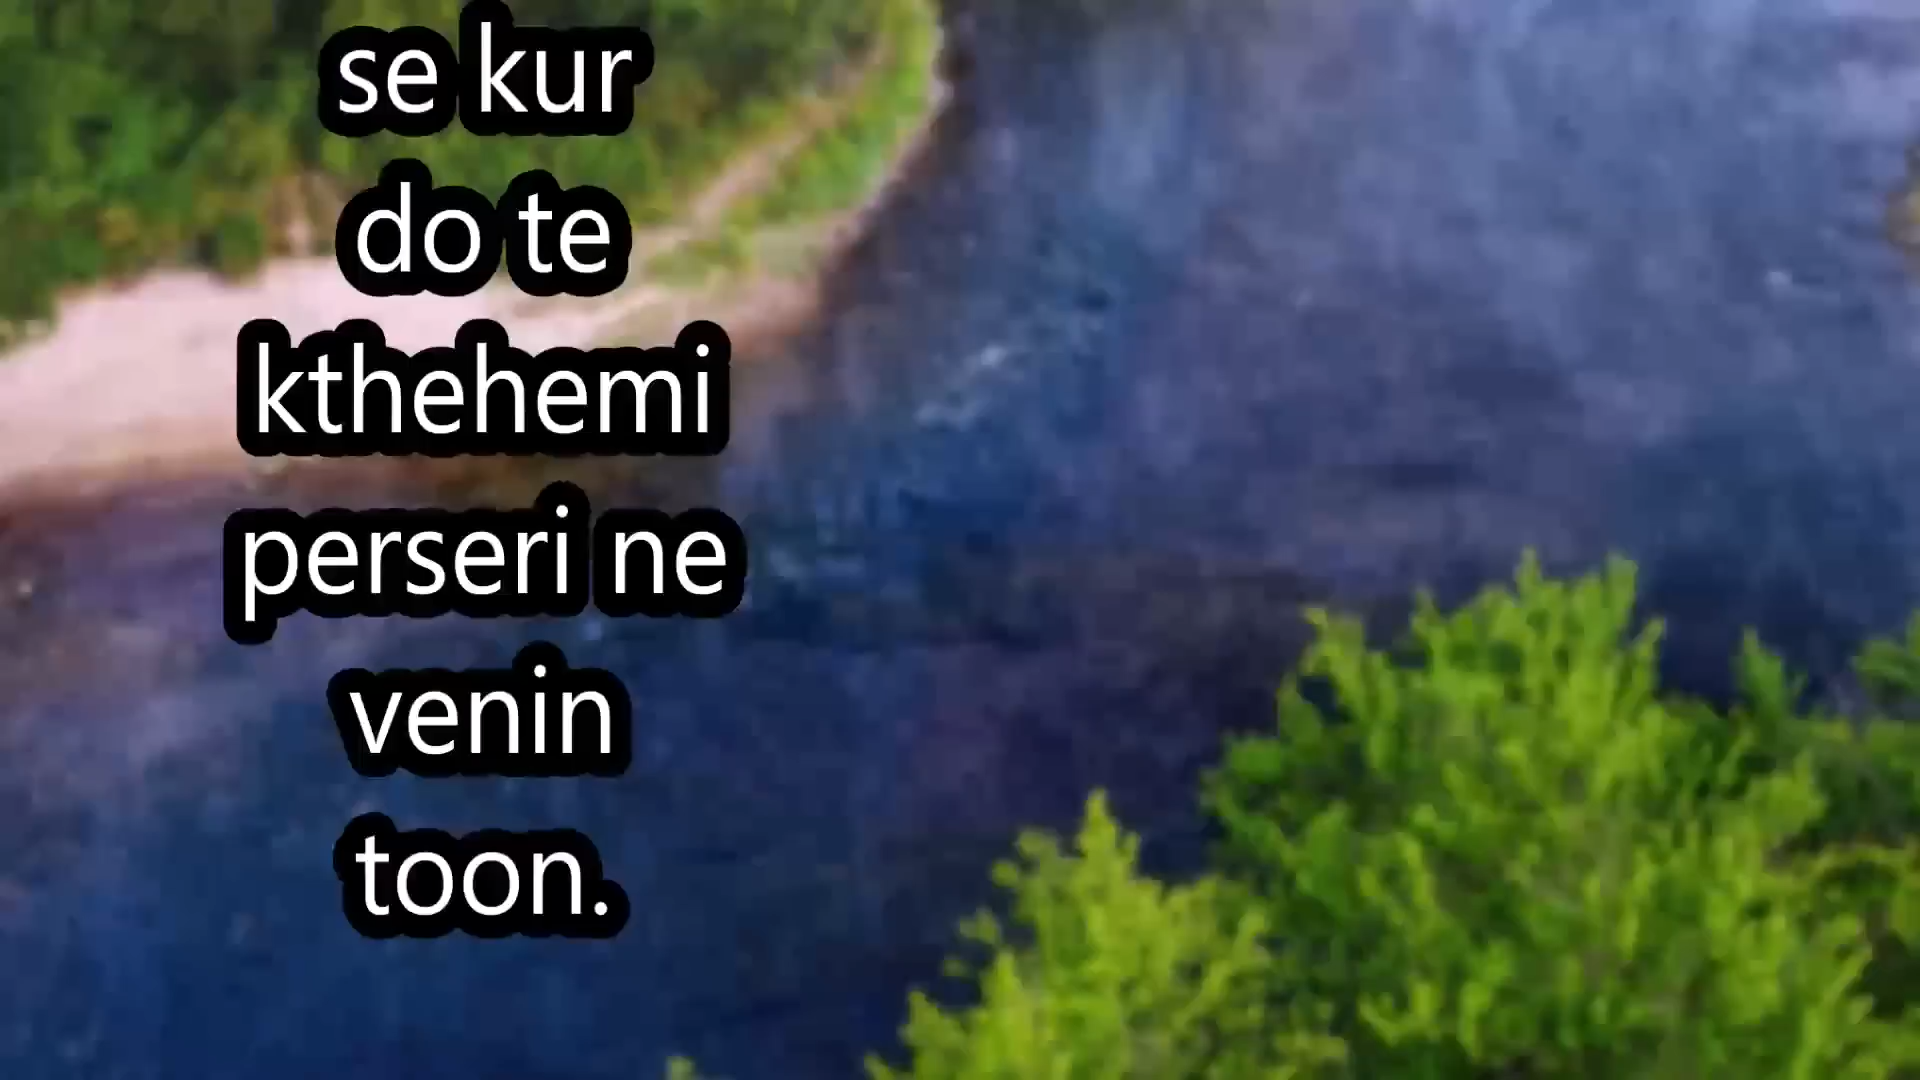 se kur
do te
kthehemi
perseri ne
venin
toon.